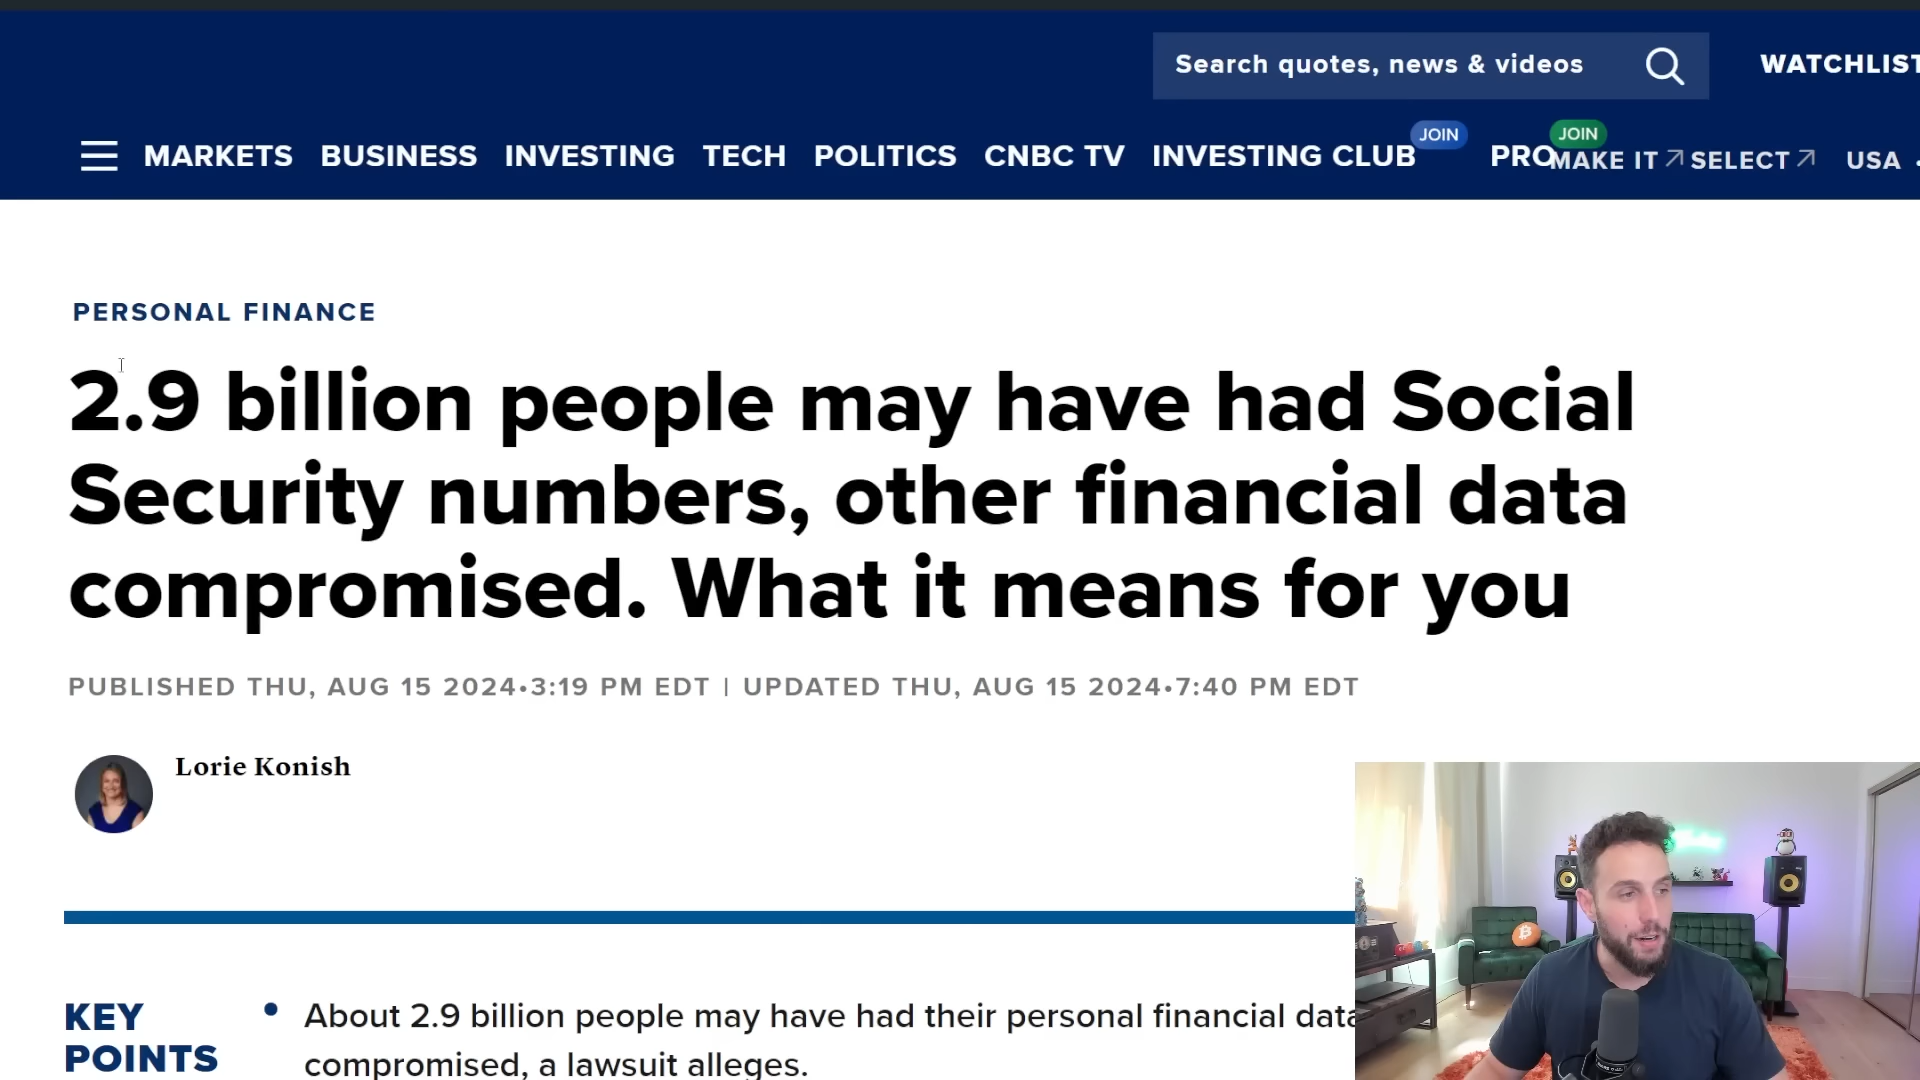 Search quotes, news & videos
WATCHLIST
MARKETS BUSINESS INVESTING TECH POLITICS CNBC TV INVESTING CLUB JOIN PRO JOIN MAKE IT SELECT USA
PERSONAL FINANCE
2.9 billion people may have had Social
Security numbers, other financial data
compromised. What it means for you
PUBLISHED THU, AUG 15 2024•3:19 PM EDT | UPDATED THU, AUG 15 2024•7:40 PM EDT
Lorie Konish
KEY
POINTS
• About 2.9 billion people may have had their personal financial data
compromised, a lawsuit alleges.